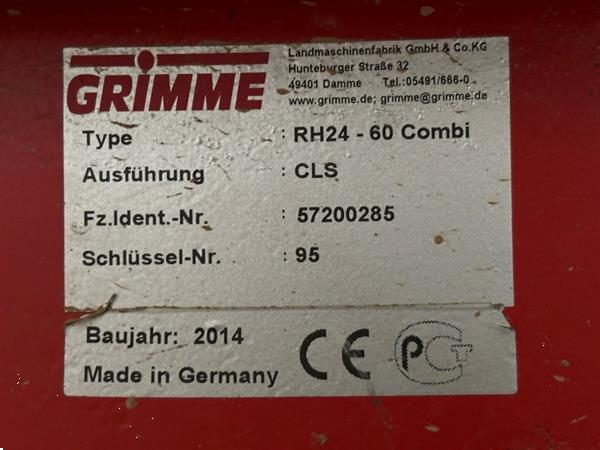 GRIMME
Landmaschinenfabrik GmbH & Co.KG
Hunteburger Straße 32
49401 Damme Tel.:05491/666-0
www.grimme.de; grimme@grimme.de
Type : RH24 - 60 Combi
Ausführung : CLS
Fz.Ident.-Nr. : 57200285
Schlüssel-Nr. : 95
Baujahr: 2014
Made in Germany
CE
PCT